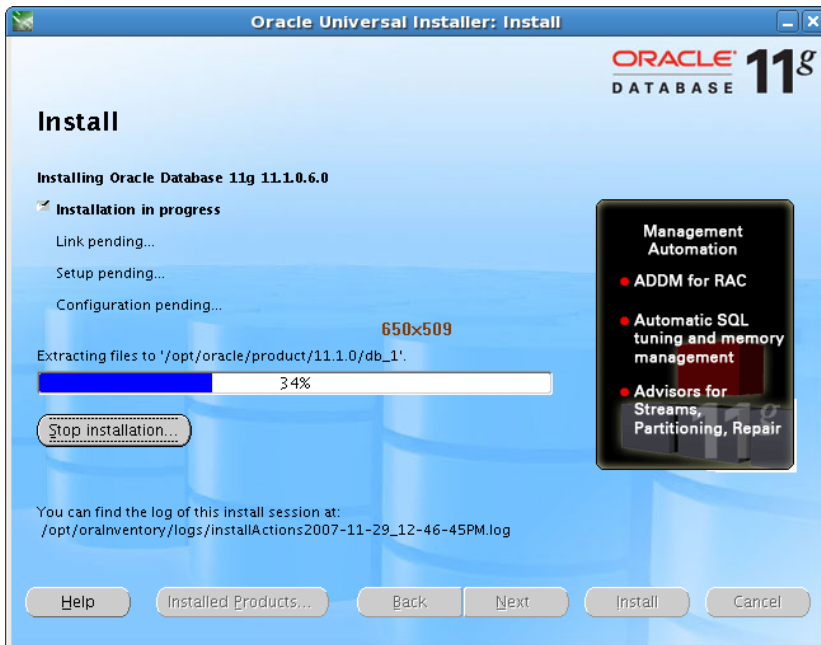 Oracle Universal Installer: Install
ORACLE
DATABASE
11g
Install
Installing Oracle Database 11g 11.1.0.6.0
Installation in progress
Link pending...
Setup pending...
Configuration pending...
650x509
Extracting files to '/opt/oracle/product/11.1.0/db_1'.
34%
Stop installation...
Management
Automation
ADDM for RAC
Automatic SQL
tuning and memory
management
Advisors for
Streams,
Partitioning, Repair
11g
You can find the log of this install session at:
/opt/oraInventory/logs/installActions2007-11-29_12-46-45PM.log
Help
Installed Products...
Back
Next
Install
Cancel